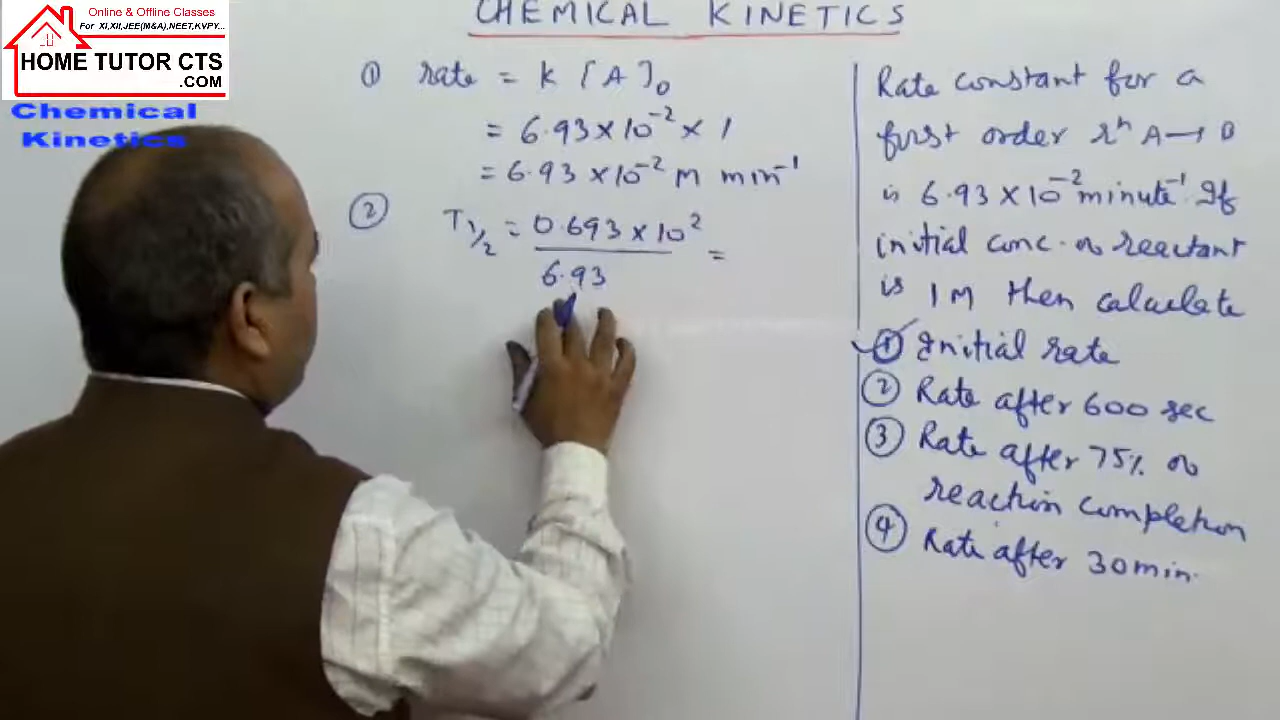 CHEMICAL KINETICS
Online & Offline Classes
For XI,XII,JEE(M&A),NEET,KVPY...
HOME TUTOR CTS
.COM
Chemical
Kinetics
① rate = K [A]₀
= 6.93×10⁻² × 1
= 6.93 ×10⁻² M min⁻¹
② T½ = 0.693 × 10² =
6.93
Rate constant for a
first order rⁿ A→B
is 6.93 ×10⁻² minute⁻¹. If
initial conc. of reactant
is 1M then calculate
① Initial rate
② Rate after 600 sec
③ Rate after 75% of
reaction completion
④ Rate after 30 min.